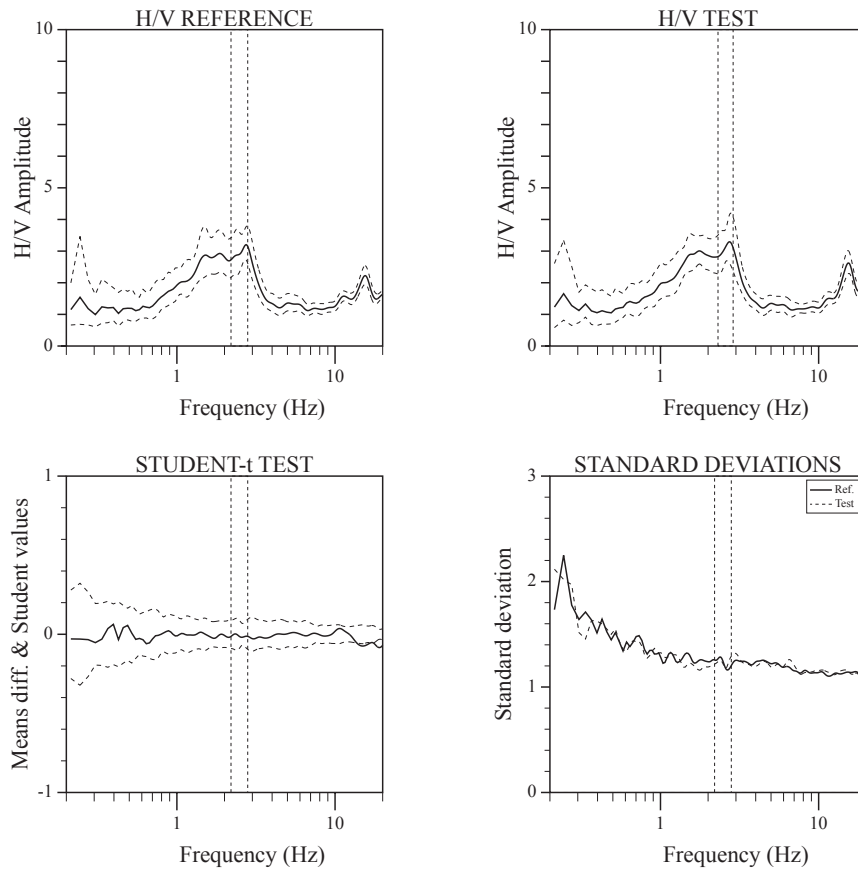 H/V REFERENCE
10
5
0
H/V Amplitude
1
10
Frequency (Hz)
H/V TEST
10
5
0
H/V Amplitude
1
10
Frequency (Hz)
STUDENT-t TEST
1
0
-1
Means diff. & Student values
1
10
Frequency (Hz)
STANDARD DEVIATIONS
3
2
1
0
Standard deviation
Ref.
Test
1
10
Frequency (Hz)